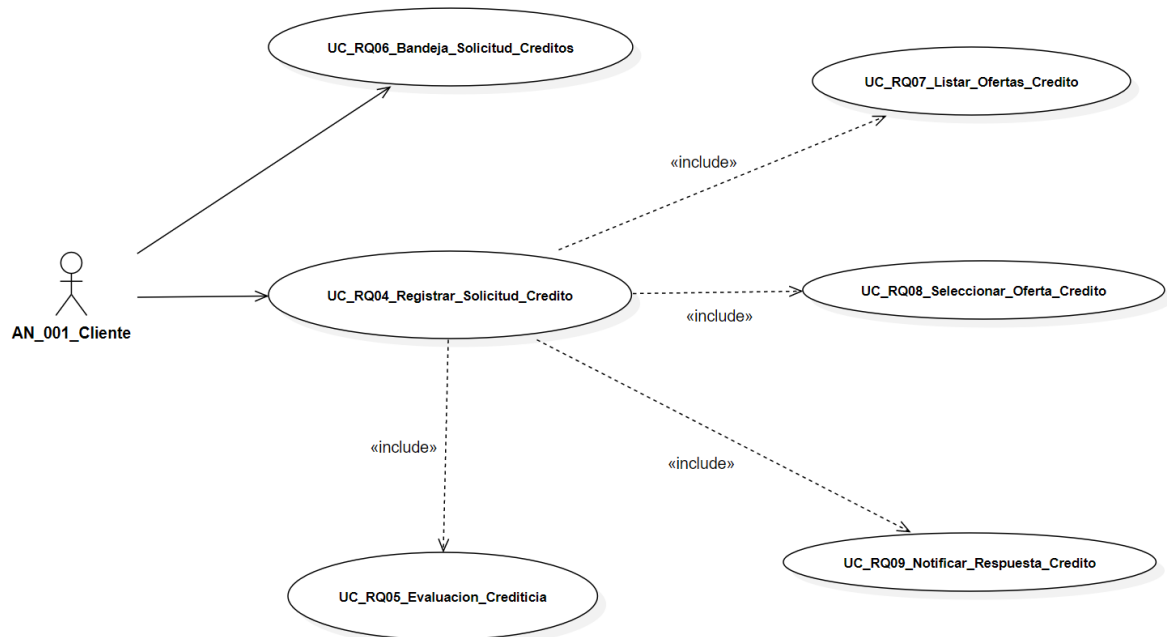 UC_RQ06_Bandeja_Solicitud_Creditos
UC_RQ07_Listar_Ofertas_Credito
«include»
UC_RQ04_Registrar_Solicitud_Credito
UC_RQ08_Seleccionar_Oferta_Credito
«include»
AN_001_Cliente
«include»
«include»
UC_RQ09_Notificar_Respuesta_Credito
UC_RQ05_Evaluacion_Crediticia